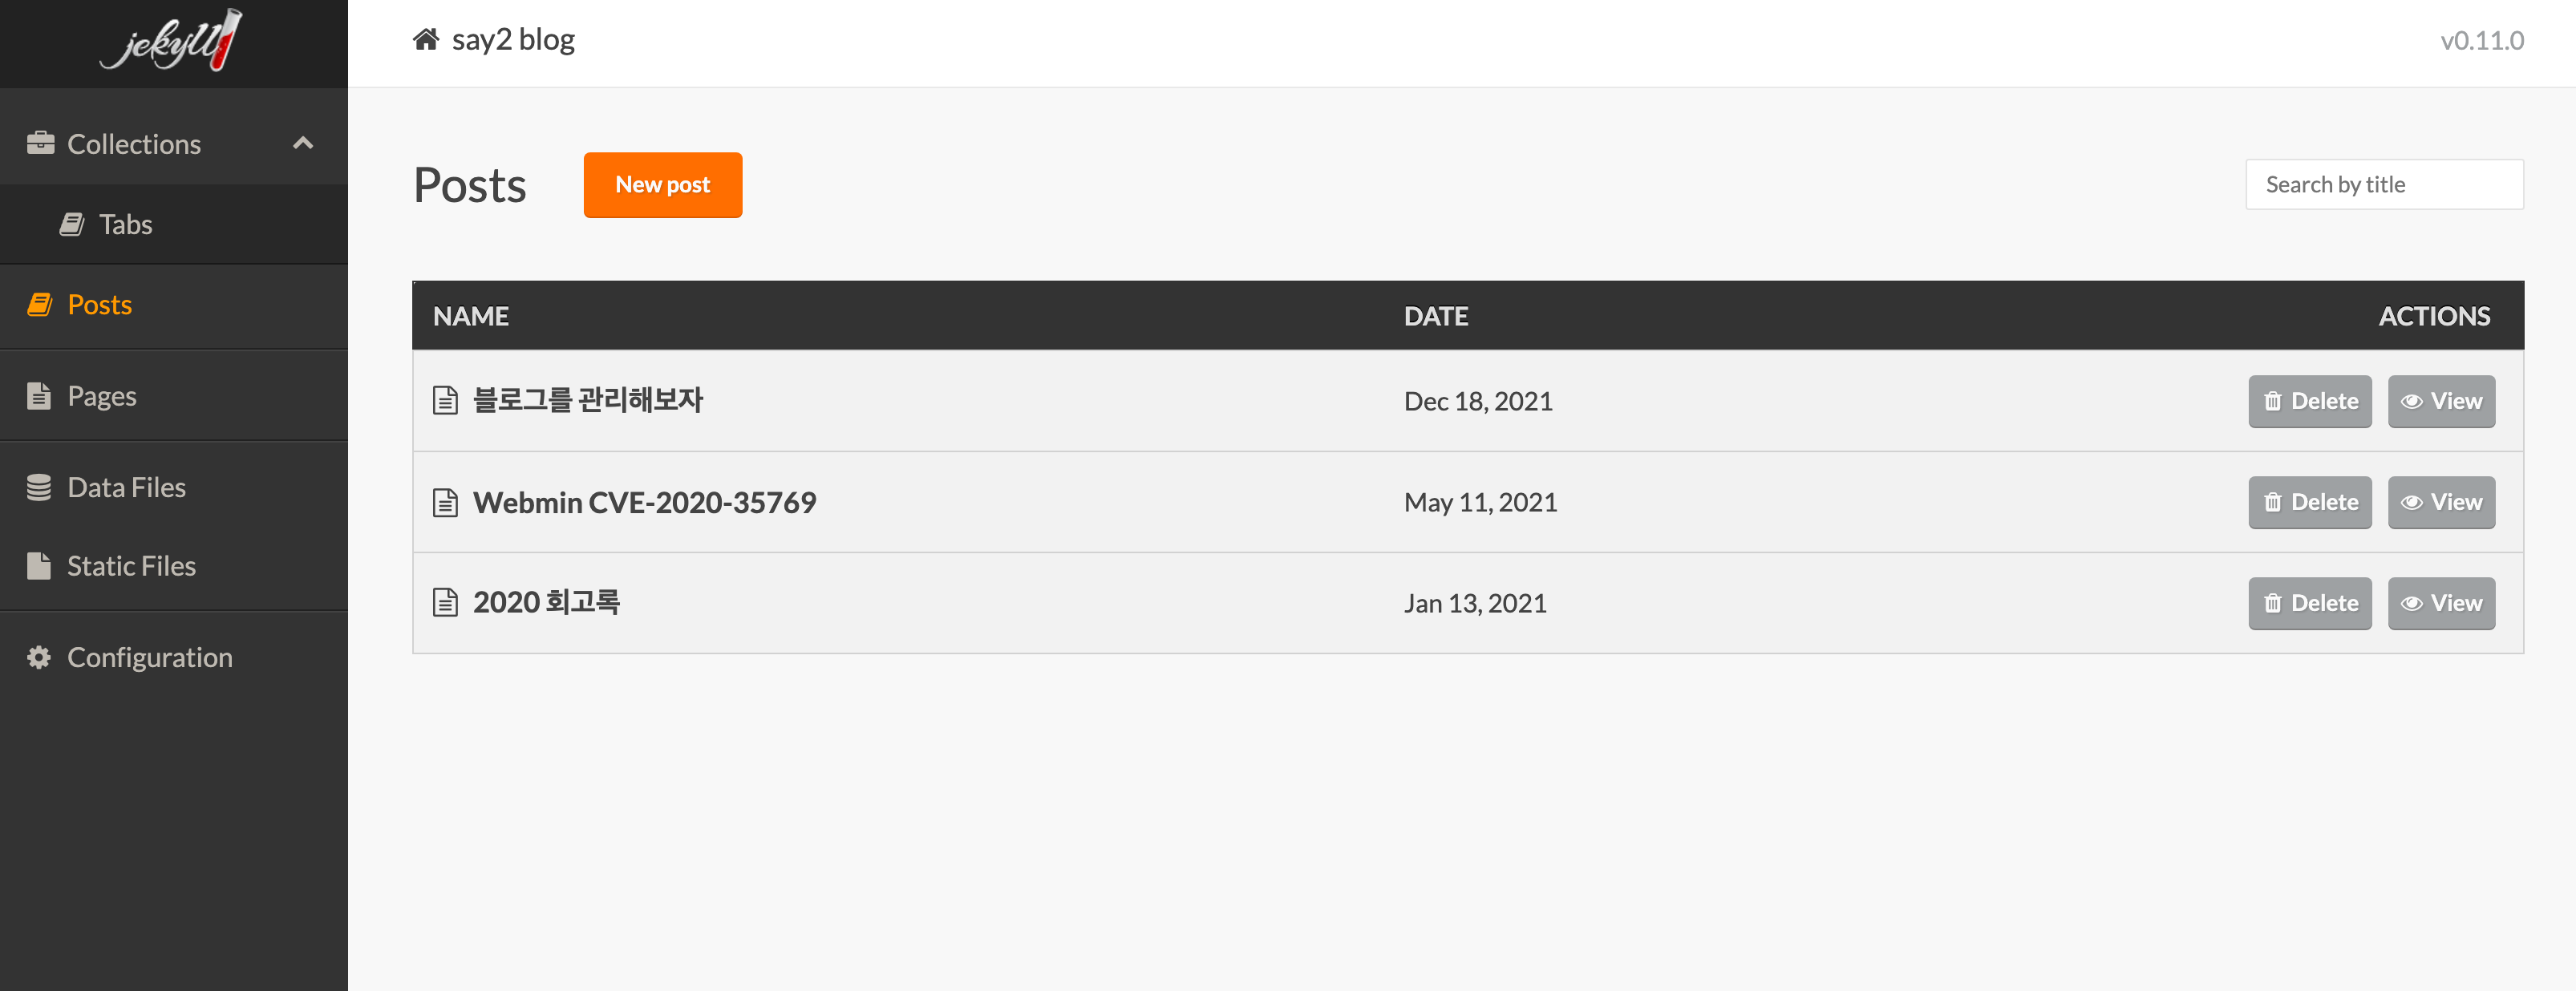 jekyll
say2 blog
v0.11.0
Collections
Tabs
Posts
Pages
Data Files
Static Files
Configuration
Posts
New post
Search by title
NAME DATE ACTIONS
블로그를 관리해보자 Dec 18, 2021 Delete View
Webmin CVE-2020-35769 May 11, 2021 Delete View
2020 회고록 Jan 13, 2021 Delete View